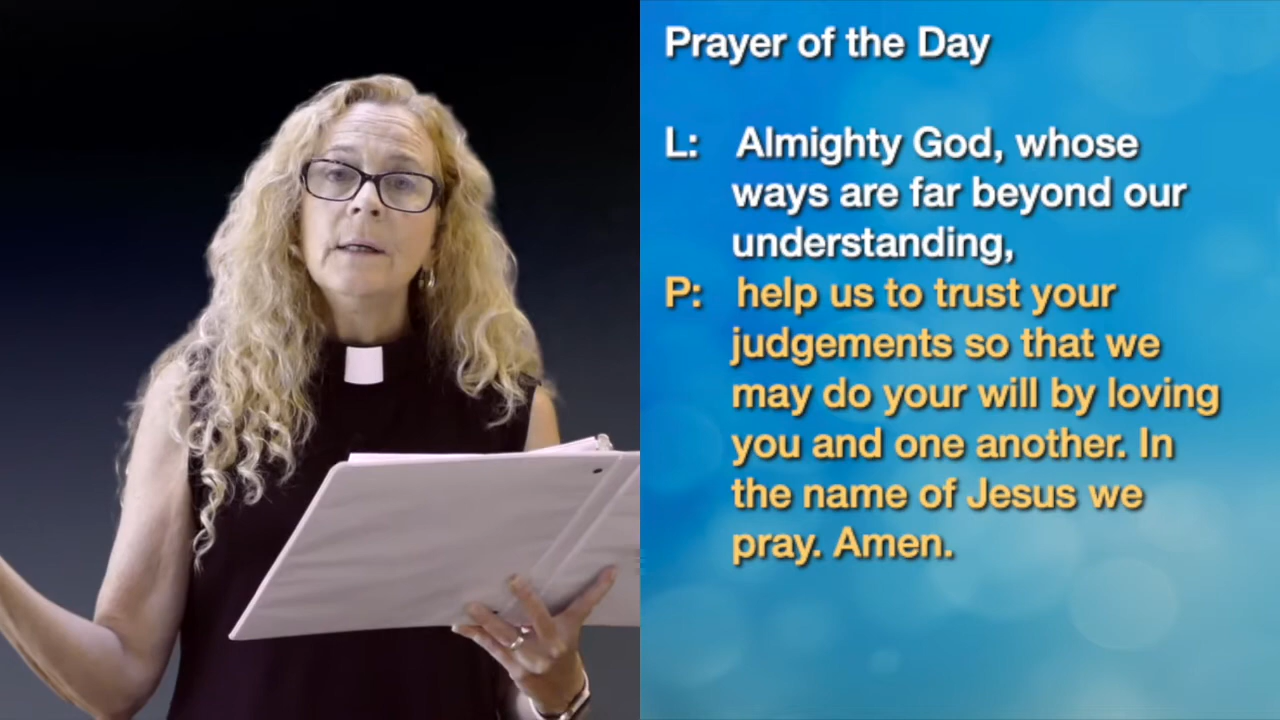 Prayer of the Day
L: Almighty God, whose
ways are far beyond our
understanding,
P: help us to trust your
judgements so that we
may do your will by loving
you and one another. In
the name of Jesus we
pray. Amen.